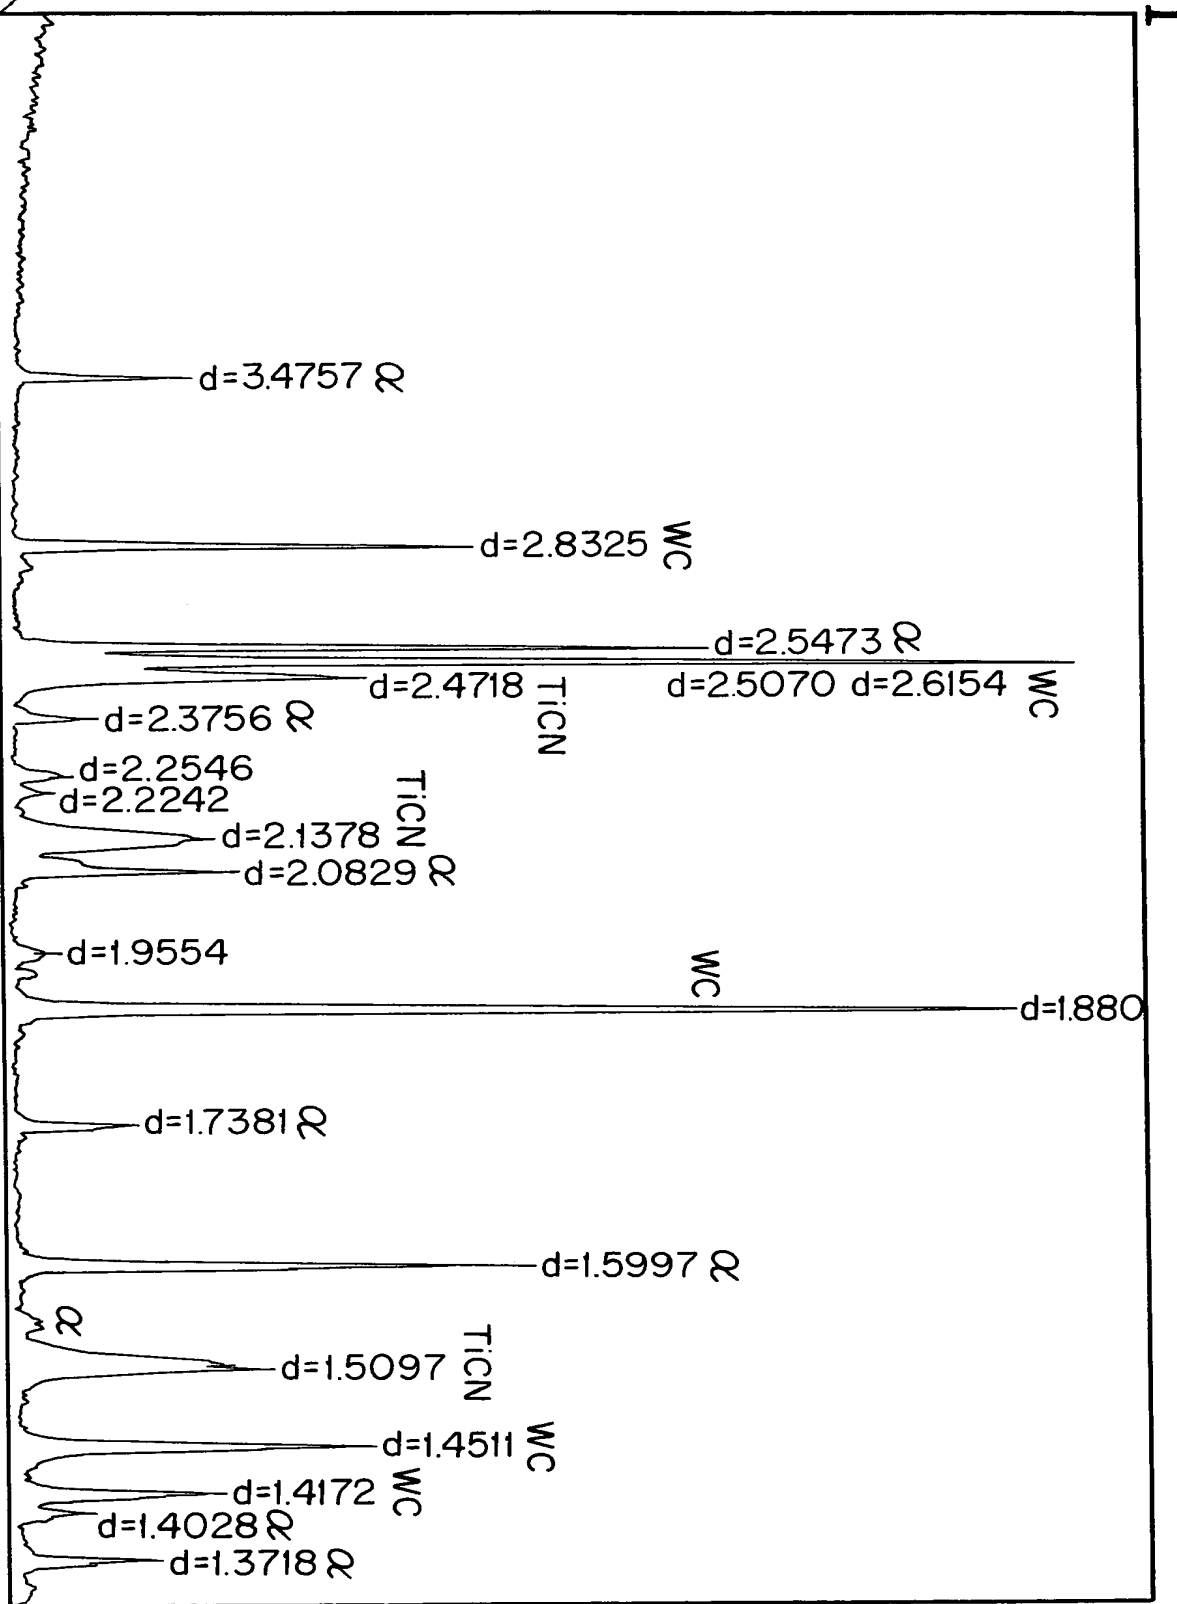 d=3.4757 α
d=2.8325 WC
d=2.5473 α
d=2.4718 TiCN d=2.5070 d=2.6154 WC
d=2.3756 α
d=2.2546
d=2.2242
d=2.1378 TiCN
d=2.0829 α
d=1.9554
WC
d=1.880
d=1.7381 α
d=1.5997 α
α
d=1.5097 TiCN
d=1.4511 WC
d=1.4172 WC
d=1.4028 α
d=1.3718 α